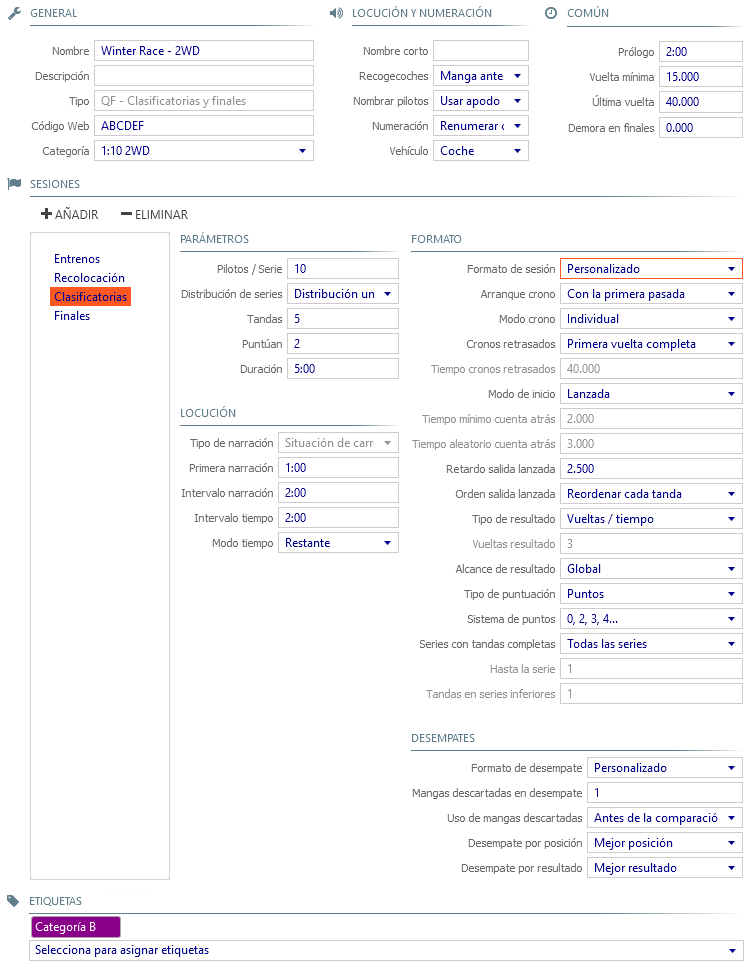 GENERAL
Nombre Winter Race - 2WD
Descripción
Tipo QF - Clasificatorias y finales
Código Web ABCDEF
Categoría 1:10 2WD
LOCUCIÓN Y NUMERACIÓN
Nombre corto
Recogecoches Manga ante
Nombrar pilotos Usar apodo
Numeración Renumerar c
Vehículo Coche
COMÚN
Prólogo 2:00
Vuelta mínima 15.000
Última vuelta 40.000
Demora en finales 0.000
SESIONES
AÑADIR ELIMINAR
Entrenos
Recolocación
Clasificatorias
Finales
PARÁMETROS
Pilotos / Serie 10
Distribución de series Distribución un
Tandas 5
Puntúan 2
Duración 5:00
LOCUCIÓN
Tipo de narración Situación de carr
Primera narración 1:00
Intervalo narración 2:00
Intervalo tiempo 2:00
Modo tiempo Restante
FORMATO
Formato de sesión Personalizado
Arranque crono Con la primera pasada
Modo crono Individual
Cronos retrasados Primera vuelta completa
Tiempo cronos retrasados 40.000
Modo de inicio Lanzada
Tiempo mínimo cuenta atrás 2.000
Tiempo aleatorio cuenta atrás 3.000
Retardo salida lanzada 2.500
Orden salida lanzada Reordenar cada tanda
Tipo de resultado Vueltas / tiempo
Vueltas resultado 3
Alcance de resultado Global
Tipo de puntuación Puntos
Sistema de puntos 0, 2, 3, 4...
Series con tandas completas Todas las series
Hasta la serie 1
Tandas en series inferiores 1
DESEMPATES
Formato de desempate Personalizado
Mangas descartadas en desempate 1
Uso de mangas descartadas Antes de la comparació
Desempate por posición Mejor posición
Desempate por resultado Mejor resultado
ETIQUETAS
Categoría B
Selecciona para asignar etiquetas